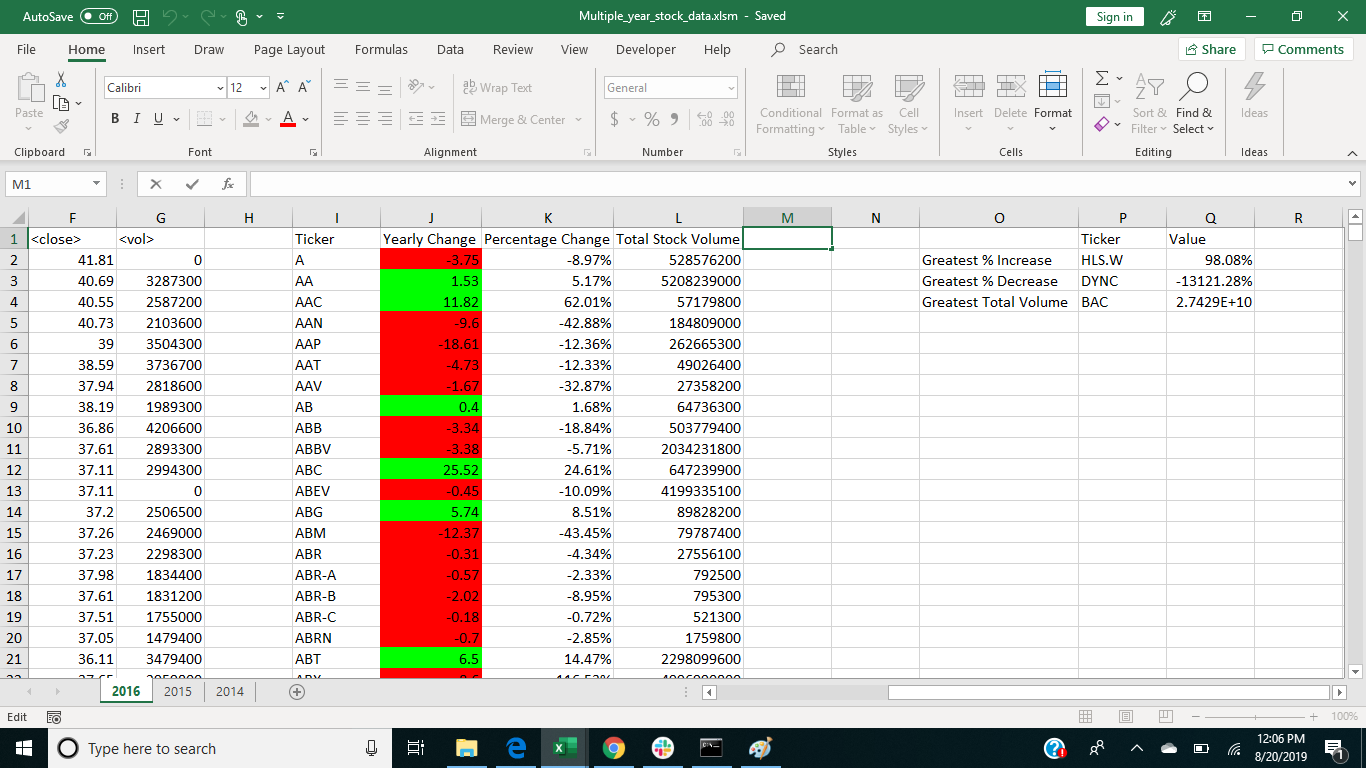 AutoSave Off Multiple_year_stock_data.xlsm - Saved Sign in
File Home Insert Draw Page Layout Formulas Data Review View Developer Help Search Share Comments
Paste Calibri 12 A A ab Wrap Text General Conditional Format as Cell Insert Delete Format Sort & Find & Ideas
B I U A Merge & Center $ % Formatting Table Styles Filter Select
Clipboard Font Alignment Number Styles Cells Editing Ideas
M1 fx
F G H I J K L M N O P Q R
1 <close> <vol> Ticker Yearly Change Percentage Change Total Stock Volume Ticker Value
2 41.81 0 A -3.75 -8.97% 528576200 Greatest % Increase HLS.W 98.08%
3 40.69 3287300 AA 1.53 5.17% 5208239000 Greatest % Decrease DYNC -13121.28%
4 40.55 2587200 AAC 11.82 62.01% 57179800 Greatest Total Volume BAC 2.7429E+10
5 40.73 2103600 AAN -9.6 -42.88% 184809000
6 39 3504300 AAP -18.61 -12.36% 262665300
7 38.59 3736700 AAT -4.73 -12.33% 49026400
8 37.94 2818600 AAV -1.67 -32.87% 27358200
9 38.19 1989300 AB 0.4 1.68% 64736300
10 36.86 4206600 ABB -3.34 -18.84% 503779400
11 37.61 2893300 ABBV -3.38 -5.71% 2034231800
12 37.11 2994300 ABC 25.52 24.61% 647239900
13 37.11 0 ABEV -0.45 -10.09% 4199335100
14 37.2 2506500 ABG 5.74 8.51% 89828200
15 37.26 2469000 ABM -12.37 -43.45% 79787400
16 37.23 2298300 ABR -0.31 -4.34% 27556100
17 37.98 1834400 ABR-A -0.57 -2.33% 792500
18 37.61 1831200 ABR-B -2.02 -8.95% 795300
19 37.51 1755000 ABR-C -0.18 -0.72% 521300
20 37.05 1479400 ABRN -0.7 -2.85% 1759800
21 36.11 3479400 ABT 6.5 14.47% 2298099600
2016 2015 2014
Edit 100%
Type here to search
12:06 PM
8/20/2019
1